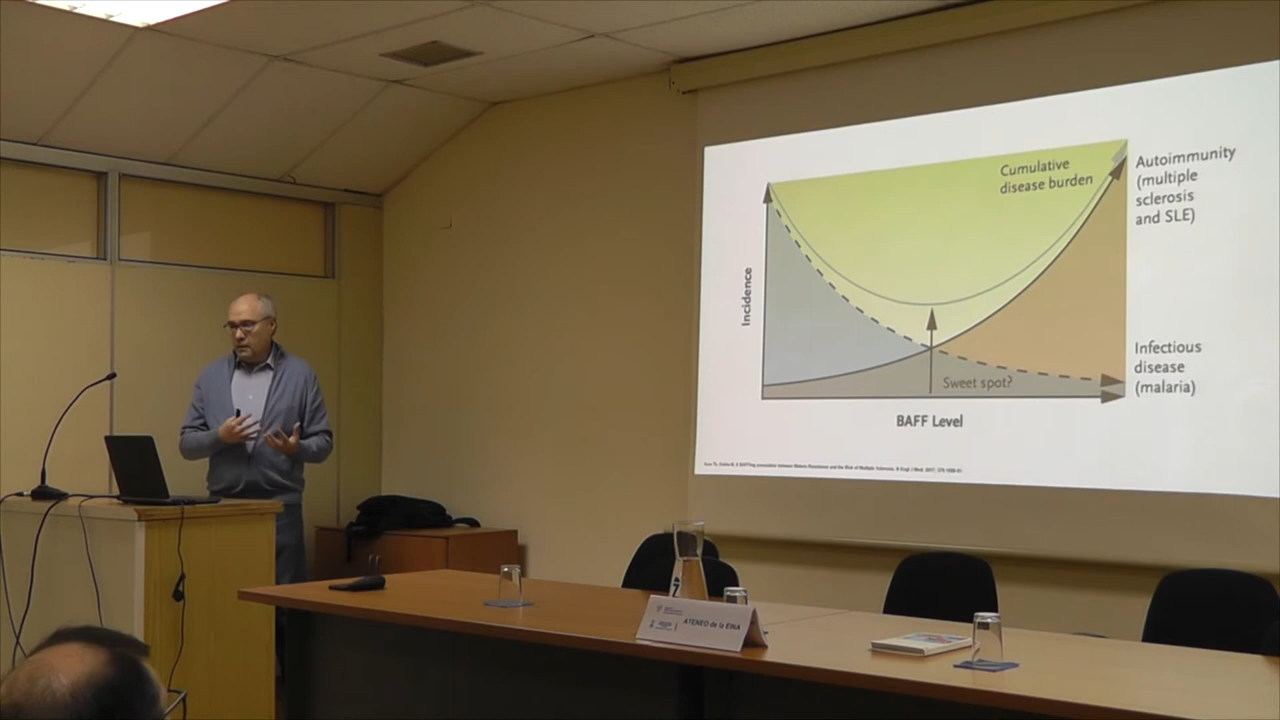 Cumulative
disease burden
Autoimmunity
(multiple
sclerosis
and SLE)
Incidence
Infectious
disease
(malaria)
Sweet spot?
BAFF Level
ATENEO de la EINA